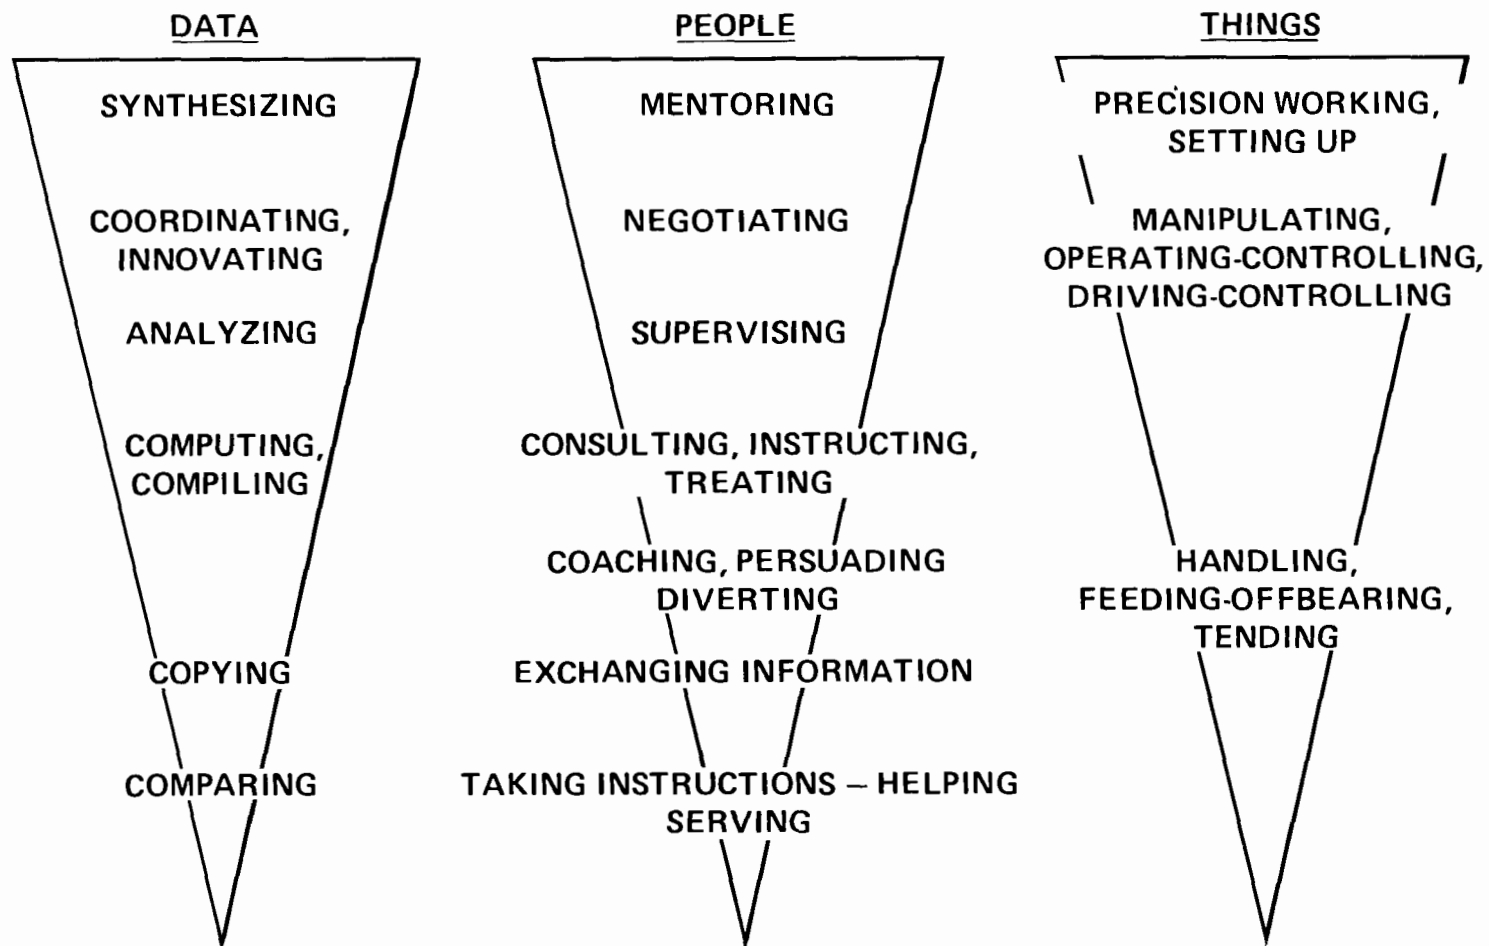 DATA
SYNTHESIZING
COORDINATING,
INNOVATING
ANALYZING
COMPUTING,
COMPILING
COPYING
COMPARING
PEOPLE
MENTORING
NEGOTIATING
SUPERVISING
CONSULTING, INSTRUCTING,
TREATING
COACHING, PERSUADING
DIVERTING
EXCHANGING INFORMATION
TAKING INSTRUCTIONS – HELPING
SERVING
THINGS
PRECISION WORKING,
SETTING UP
MANIPULATING,
OPERATING-CONTROLLING,
DRIVING-CONTROLLING
HANDLING,
FEEDING-OFFBEARING,
TENDING